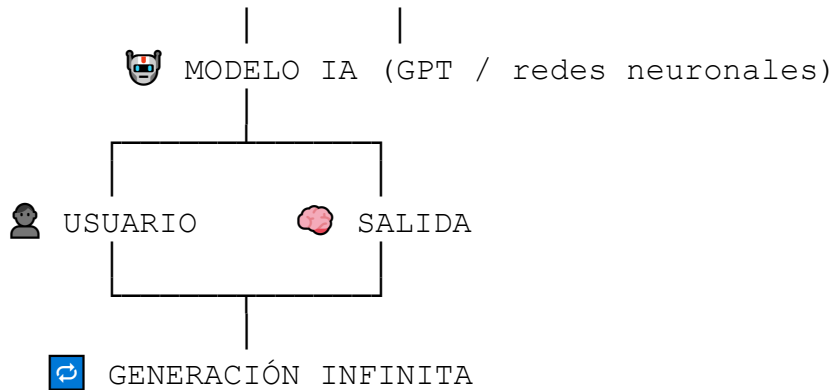 MODELO IA (GPT / redes neuronales)
USUARIO SALIDA
GENERACIÓN INFINITA